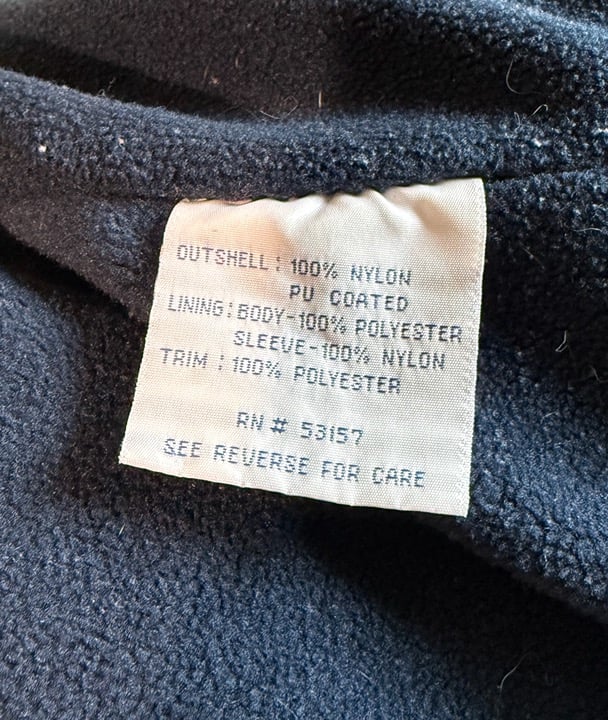 OUTSHELL: 100% NYLON
PU COATED
LINING: BODY-100% POLYESTER
SLEEVE-100% NYLON
TRIM : 100% POLYESTER
RN # 53157
SEE REVERSE FOR CARE